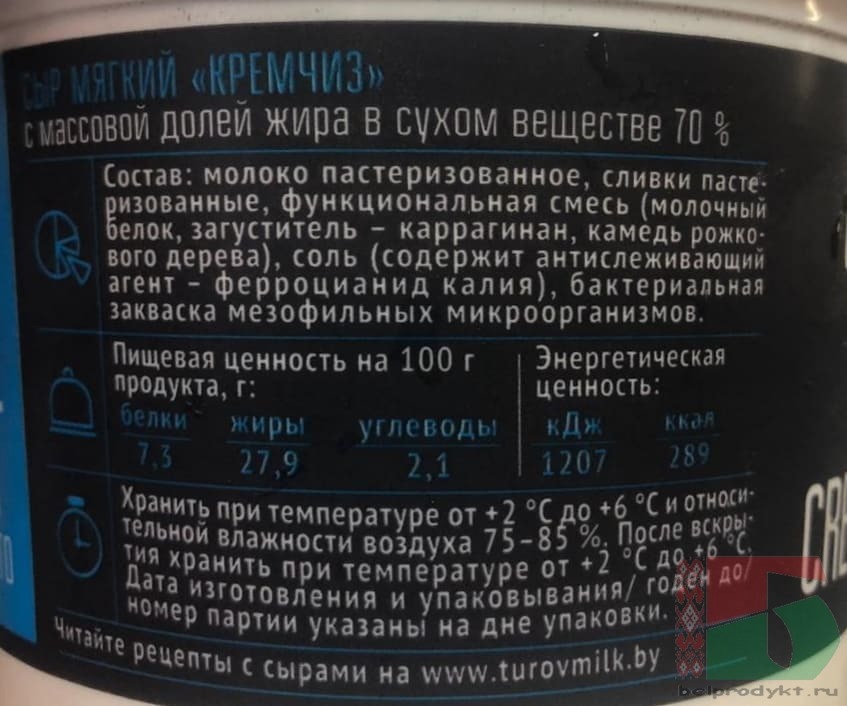 СЫР МЯГКИЙ «КРЕМЧИЗ»
С МАССОВОЙ ДОЛЕЙ ЖИРА В СУХОМ ВЕЩЕСТВЕ 70 %
Состав: молоко пастеризованное, сливки пасте-
ризованные, функциональная смесь (молочный
белок, загуститель – каррагинан, камедь рожко-
вого дерева), соль (содержит антислеживающий
агент – ферроцианид калия), бактериальная
закваска мезофильных микроорганизмов.
Пищевая ценность на 100 г
продукта, г:
белки жиры углеводы
7,3 27,9 2,1
Энергетическая
ценность:
кДж ккал
1207 289
Хранить при температуре от +2 °С до +6 °С и относи-
тельной влажности воздуха 75–85 %. После вскры-
тия хранить при температуре от +2 °С до +6 °С.
Дата изготовления и упаковывания/ годен до/
номер партии указаны на дне упаковки.
Читайте рецепты с сырами на www.turovmilk.by
CRE
belprodykt.ru